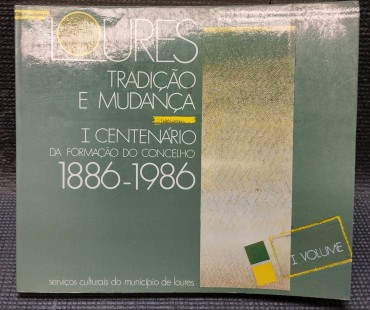 LOURES
TRADIÇÃO
E MUDANÇA
I CENTENÁRIO
DA FORMAÇÃO DO CONCELHO
1886-1986
I VOLUME
serviços culturais do município de loures